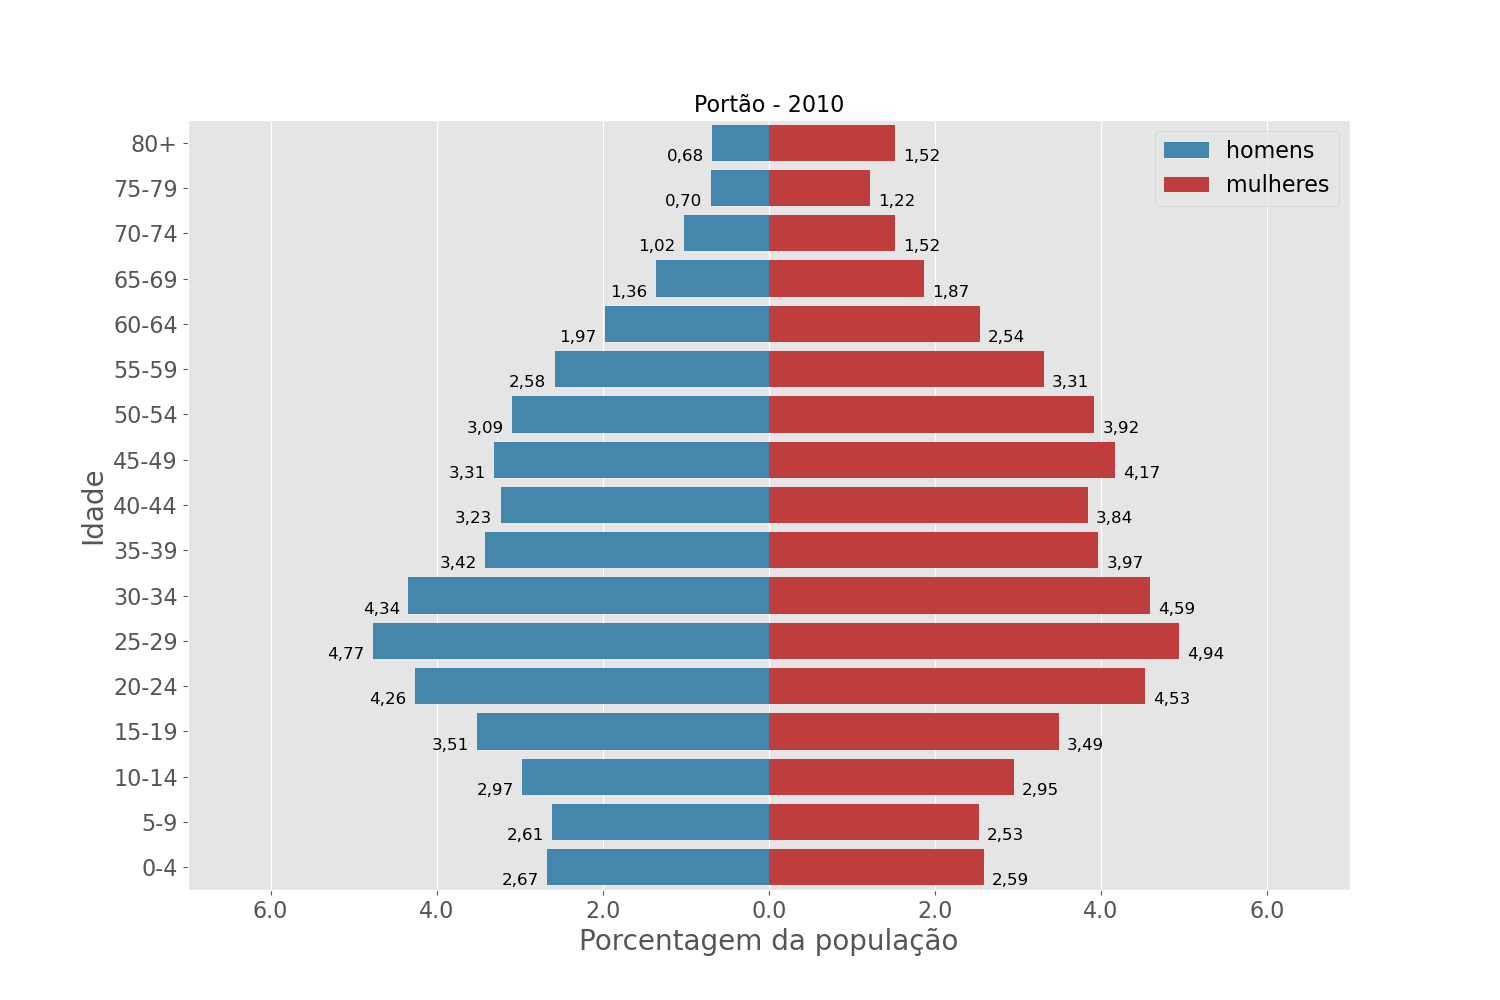 Portão - 2010
homens
mulheres
Idade
80+ 0,68 1,52
75-79 0,70 1,22
70-74 1,02 1,52
65-69 1,36 1,87
60-64 1,97 2,54
55-59 2,58 3,31
50-54 3,09 3,92
45-49 3,31 4,17
40-44 3,23 3,84
35-39 3,42 3,97
30-34 4,34 4,59
25-29 4,77 4,94
20-24 4,26 4,53
15-19 3,51 3,49
10-14 2,97 2,95
5-9 2,61 2,53
0-4 2,67 2,59
6.0 4.0 2.0 0.0 2.0 4.0 6.0
Porcentagem da população